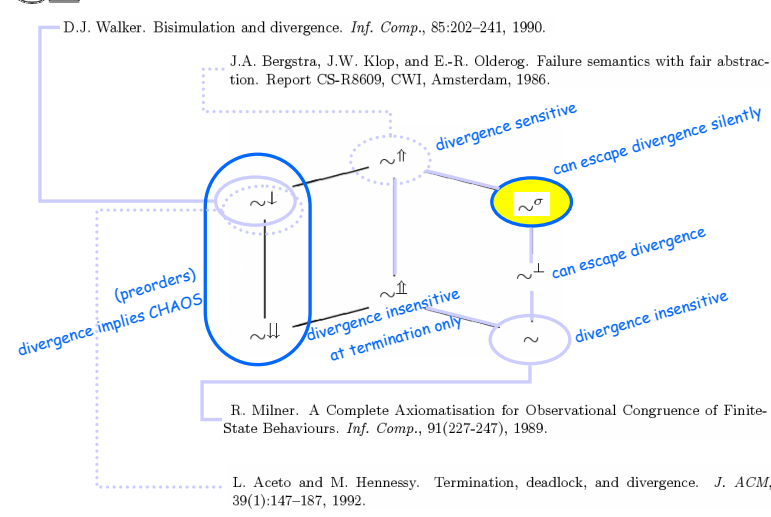 D.J. Walker. Bisimulation and divergence. Inf. Comp., 85:202–241, 1990.
J.A. Bergstra, J.W. Klop, and E.-R. Olderog. Failure semantics with fair abstrac-
tion. Report CS-R8609, CWI, Amsterdam, 1986.
divergence sensitive
can escape divergence silently
∼⇑
∼↓
∼σ
can escape divergence
∼⊥
(preorders)
divergence implies CHAOS
∼⇮
divergence insensitive
at termination only
divergence insensitive
∼⇊
∼
R. Milner. A Complete Axiomatisation for Observational Congruence of Finite-
State Behaviours. Inf. Comp., 91(227-247), 1989.
L. Aceto and M. Hennessy. Termination, deadlock, and divergence. J. ACM,
39(1):147–187, 1992.